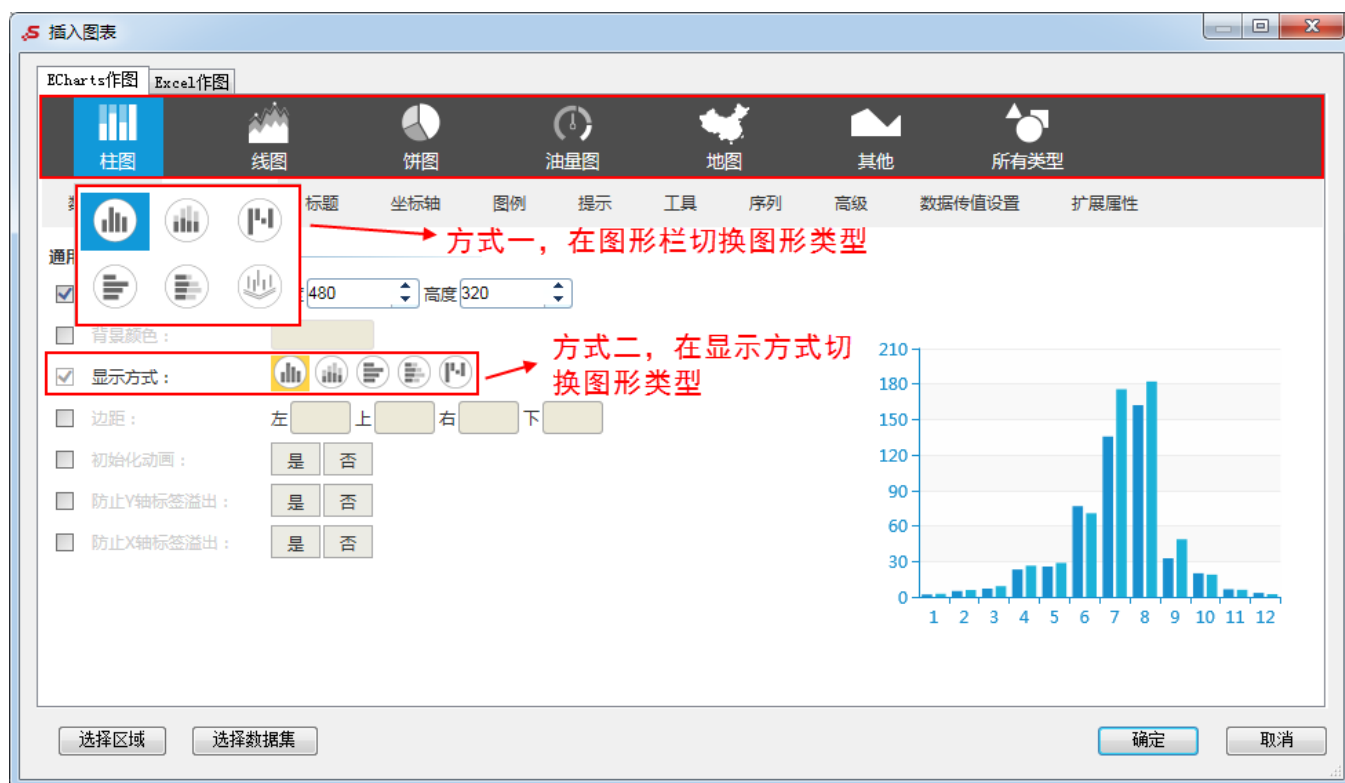 插入图表
ECharts作图 Excel作图
柱图 线图 饼图 油量图 地图 其他 所有类型
标题 坐标轴 图例 提示 工具 序列 高级 数据传值设置 扩展属性
方式一，在图形栏切换图形类型
通用
480 高度 320
背景颜色：
方式二，在显示方式切
换图形类型
显示方式：
边距： 左 上 右 下
初始化动画： 是 否
防止Y轴标签溢出： 是 否
防止X轴标签溢出： 是 否
210
180
150
120
90
60
30
0
1 2 3 4 5 6 7 8 9 10 11 12
选择区域 选择数据集 确定 取消